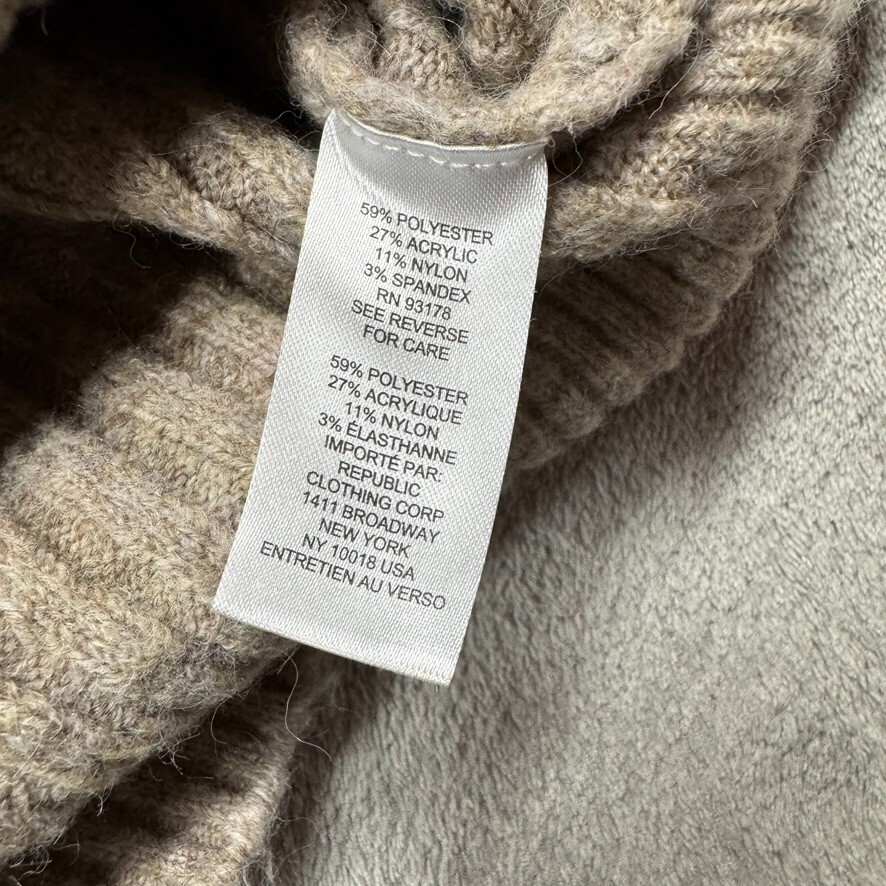 59% POLYESTER
27% ACRYLIC
11% NYLON
3% SPANDEX
RN 93178
SEE REVERSE
FOR CARE
59% POLYESTER
27% ACRYLIQUE
11% NYLON
3% ÉLASTHANNE
IMPORTÉ PAR:
REPUBLIC
CLOTHING CORP
1411 BROADWAY
NEW YORK
NY 10018 USA
ENTRETIEN AU VERSO